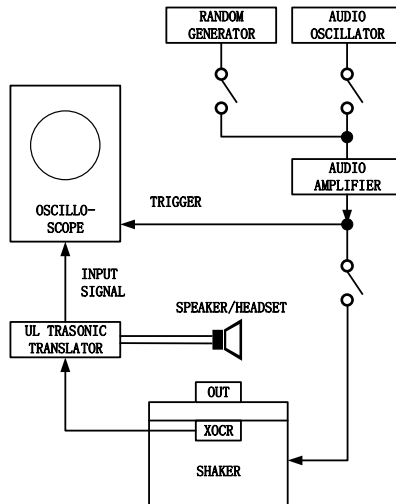 RANDOM
GENERATOR
AUDIO
OSCILLATOR
AUDIO
AMPLIFIER
TRIGGER
OSCILLO-
SCOPE
INPUT
SIGNAL
SPEAKER/HEADSET
UL TRASONIC
TRANSLATOR
OUT
XOCR
SHAKER